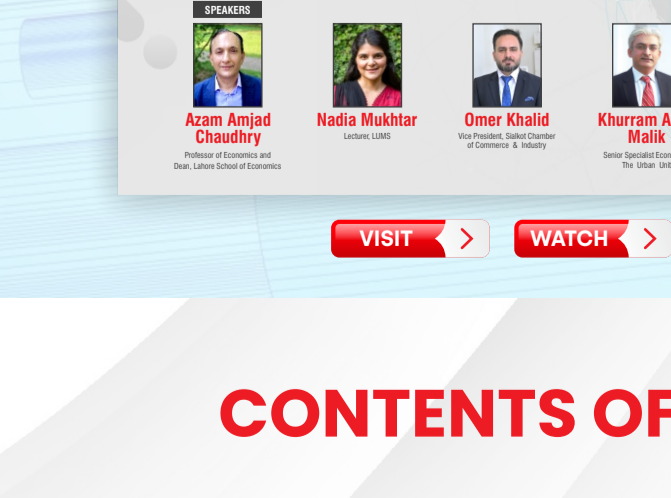 SPEAKERS
Azam Amjad
Chaudhry
Professor of Economics and
Dean, Lahore School of Economics
Nadia Mukhtar
Lecturer, LUMS
Omer Khalid
Vice President, Sialkot Chamber
of Commerce & Industry
Khurram A
Malik
Senior Specialist Econ
The Urban Unit
VISIT
WATCH
CONTENTS OF